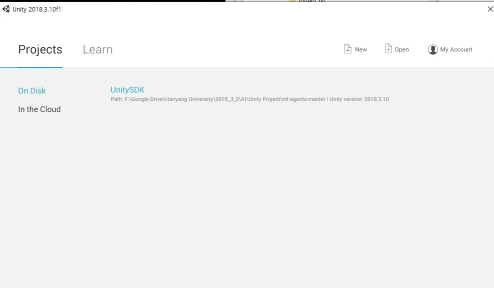 Unity 2018.3.10f1
Projects
Learn
New
Open
My Account
On Disk
In the Cloud
UnitySDK
Path: F:\Google Drive\Hanyang University\2019_3_2\AI\Unity Project\ml-agents-master | Unity version: 2018.3.10